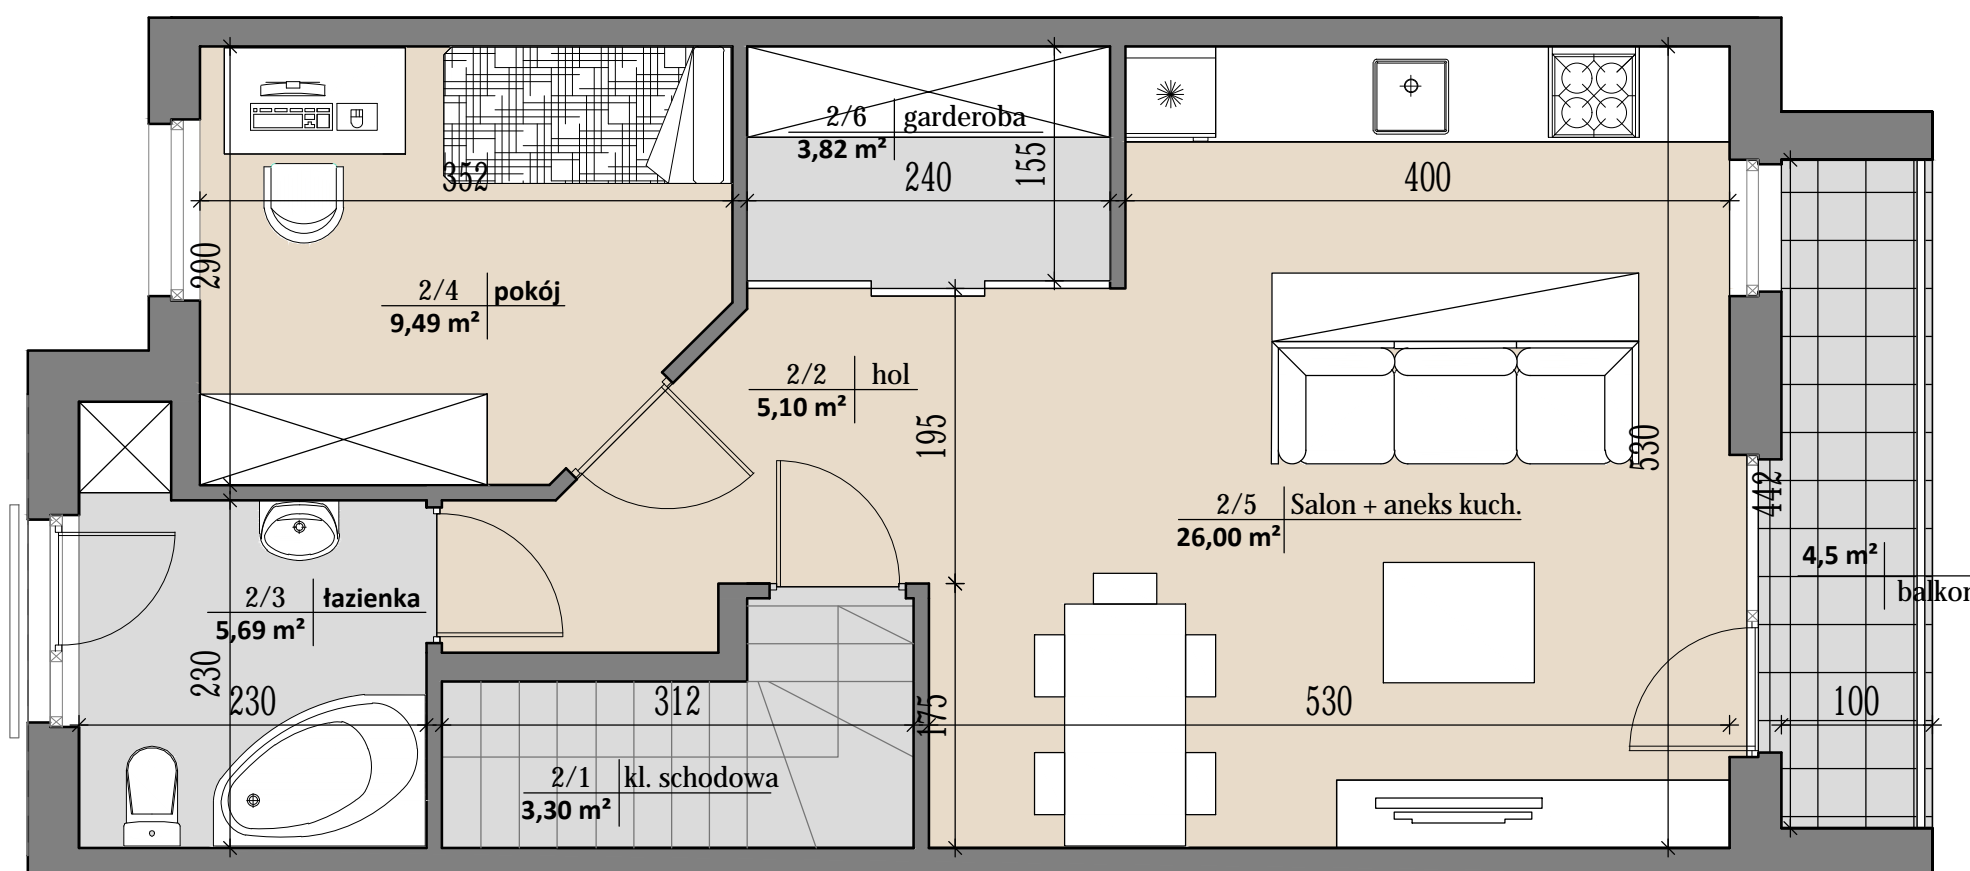 2/6 garderoba
3,82 m²
155
352
240
400
290
2/4 pokój
9,49 m²
2/2 hol
5,10 m²
195
530
442
2/5 Salon + aneks kuch.
26,00 m²
4,5 m²
balkon
2/3 łazienka
5,69 m²
230
230
312
175
530
100
2/1 kl. schodowa
3,30 m²